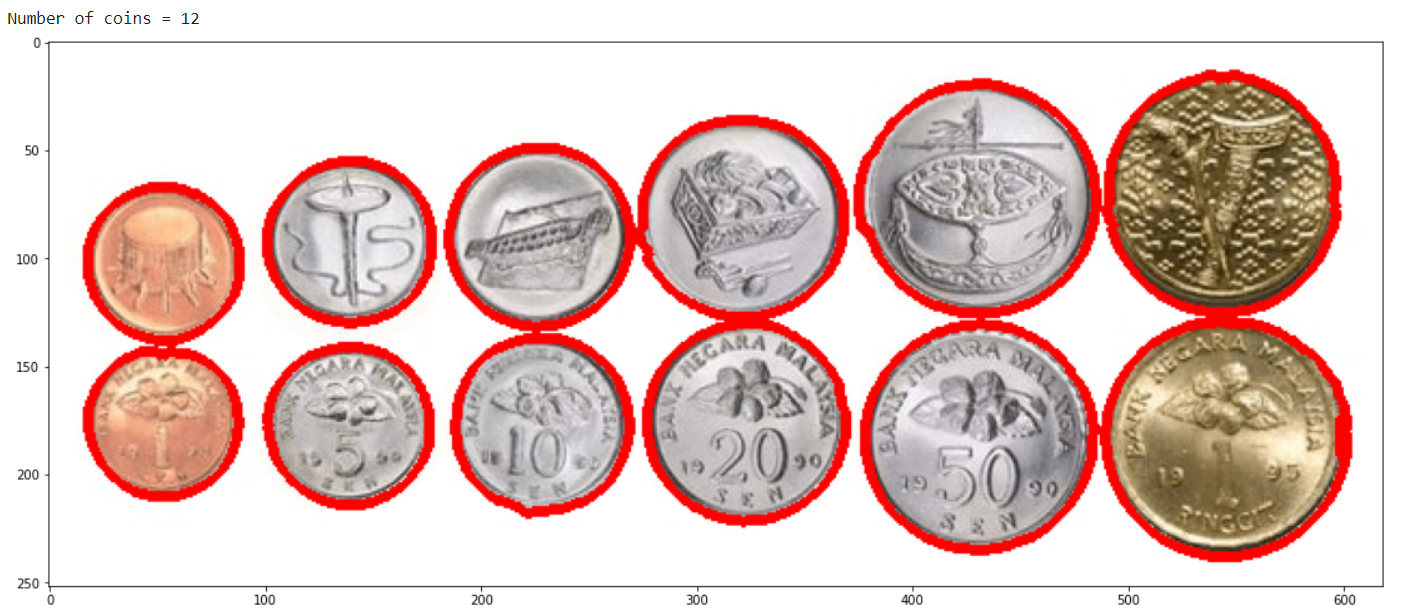 Number of coins = 12
0
50
100
150
200
250
0
100
200
300
400
500
600
1
BANK NEGARA MALAYSIA
19 5 90
SEN
BANK NEGARA MALAYSIA
10
SEN
BANK NEGARA MALAYSIA
19 20 90
SEN
BANK NEGARA MALAYSIA
19 50 90
SEN
BANK NEGARA MALAYSIA
19 1 95
RINGGIT